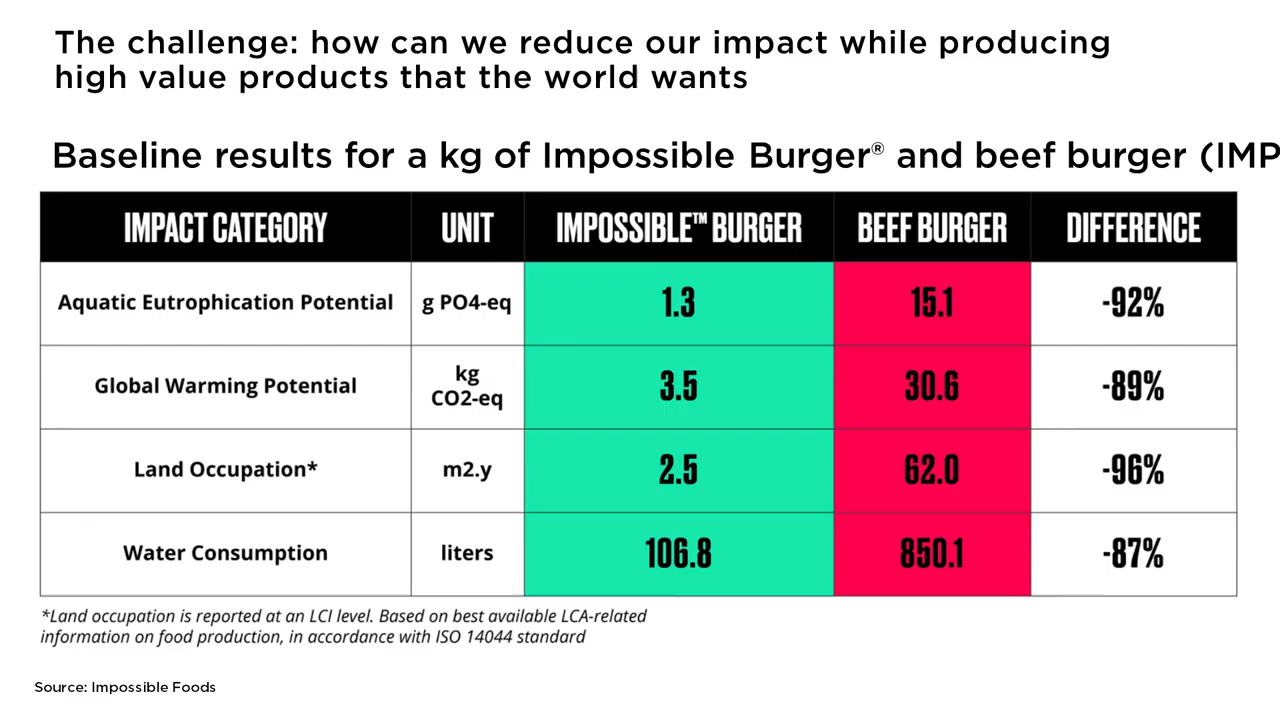 The challenge: how can we reduce our impact while producing
high value products that the world wants
Baseline results for a kg of Impossible Burger® and beef burger (IMP
IMPACT CATEGORY UNIT IMPOSSIBLE™ BURGER BEEF BURGER DIFFERENCE
Aquatic Eutrophication Potential g PO4-eq 1.3 15.1 -92%
Global Warming Potential kg CO2-eq 3.5 30.6 -89%
Land Occupation* m2.y 2.5 62.0 -96%
Water Consumption liters 106.8 850.1 -87%
*Land occupation is reported at an LCI level. Based on best available LCA-related
information on food production, in accordance with ISO 14044 standard
Source: Impossible Foods